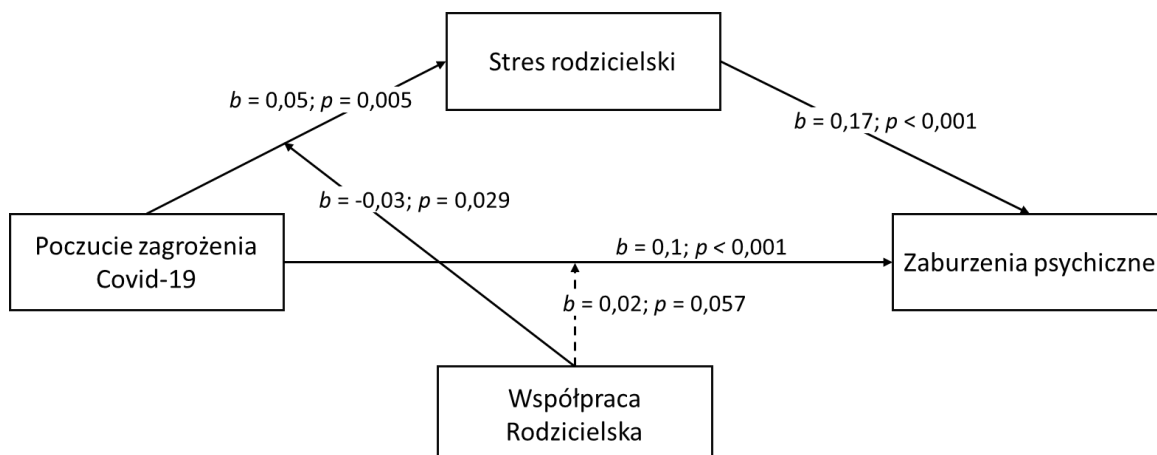 Stres rodzicielski
b = 0,05; p = 0,005
b = 0,17; p < 0,001
b = -0,03; p = 0,029
Poczucie zagrożenia
Covid-19
b = 0,1; p < 0,001
Zaburzenia psychiczne
b = 0,02; p = 0,057
Współpraca
Rodzicielska